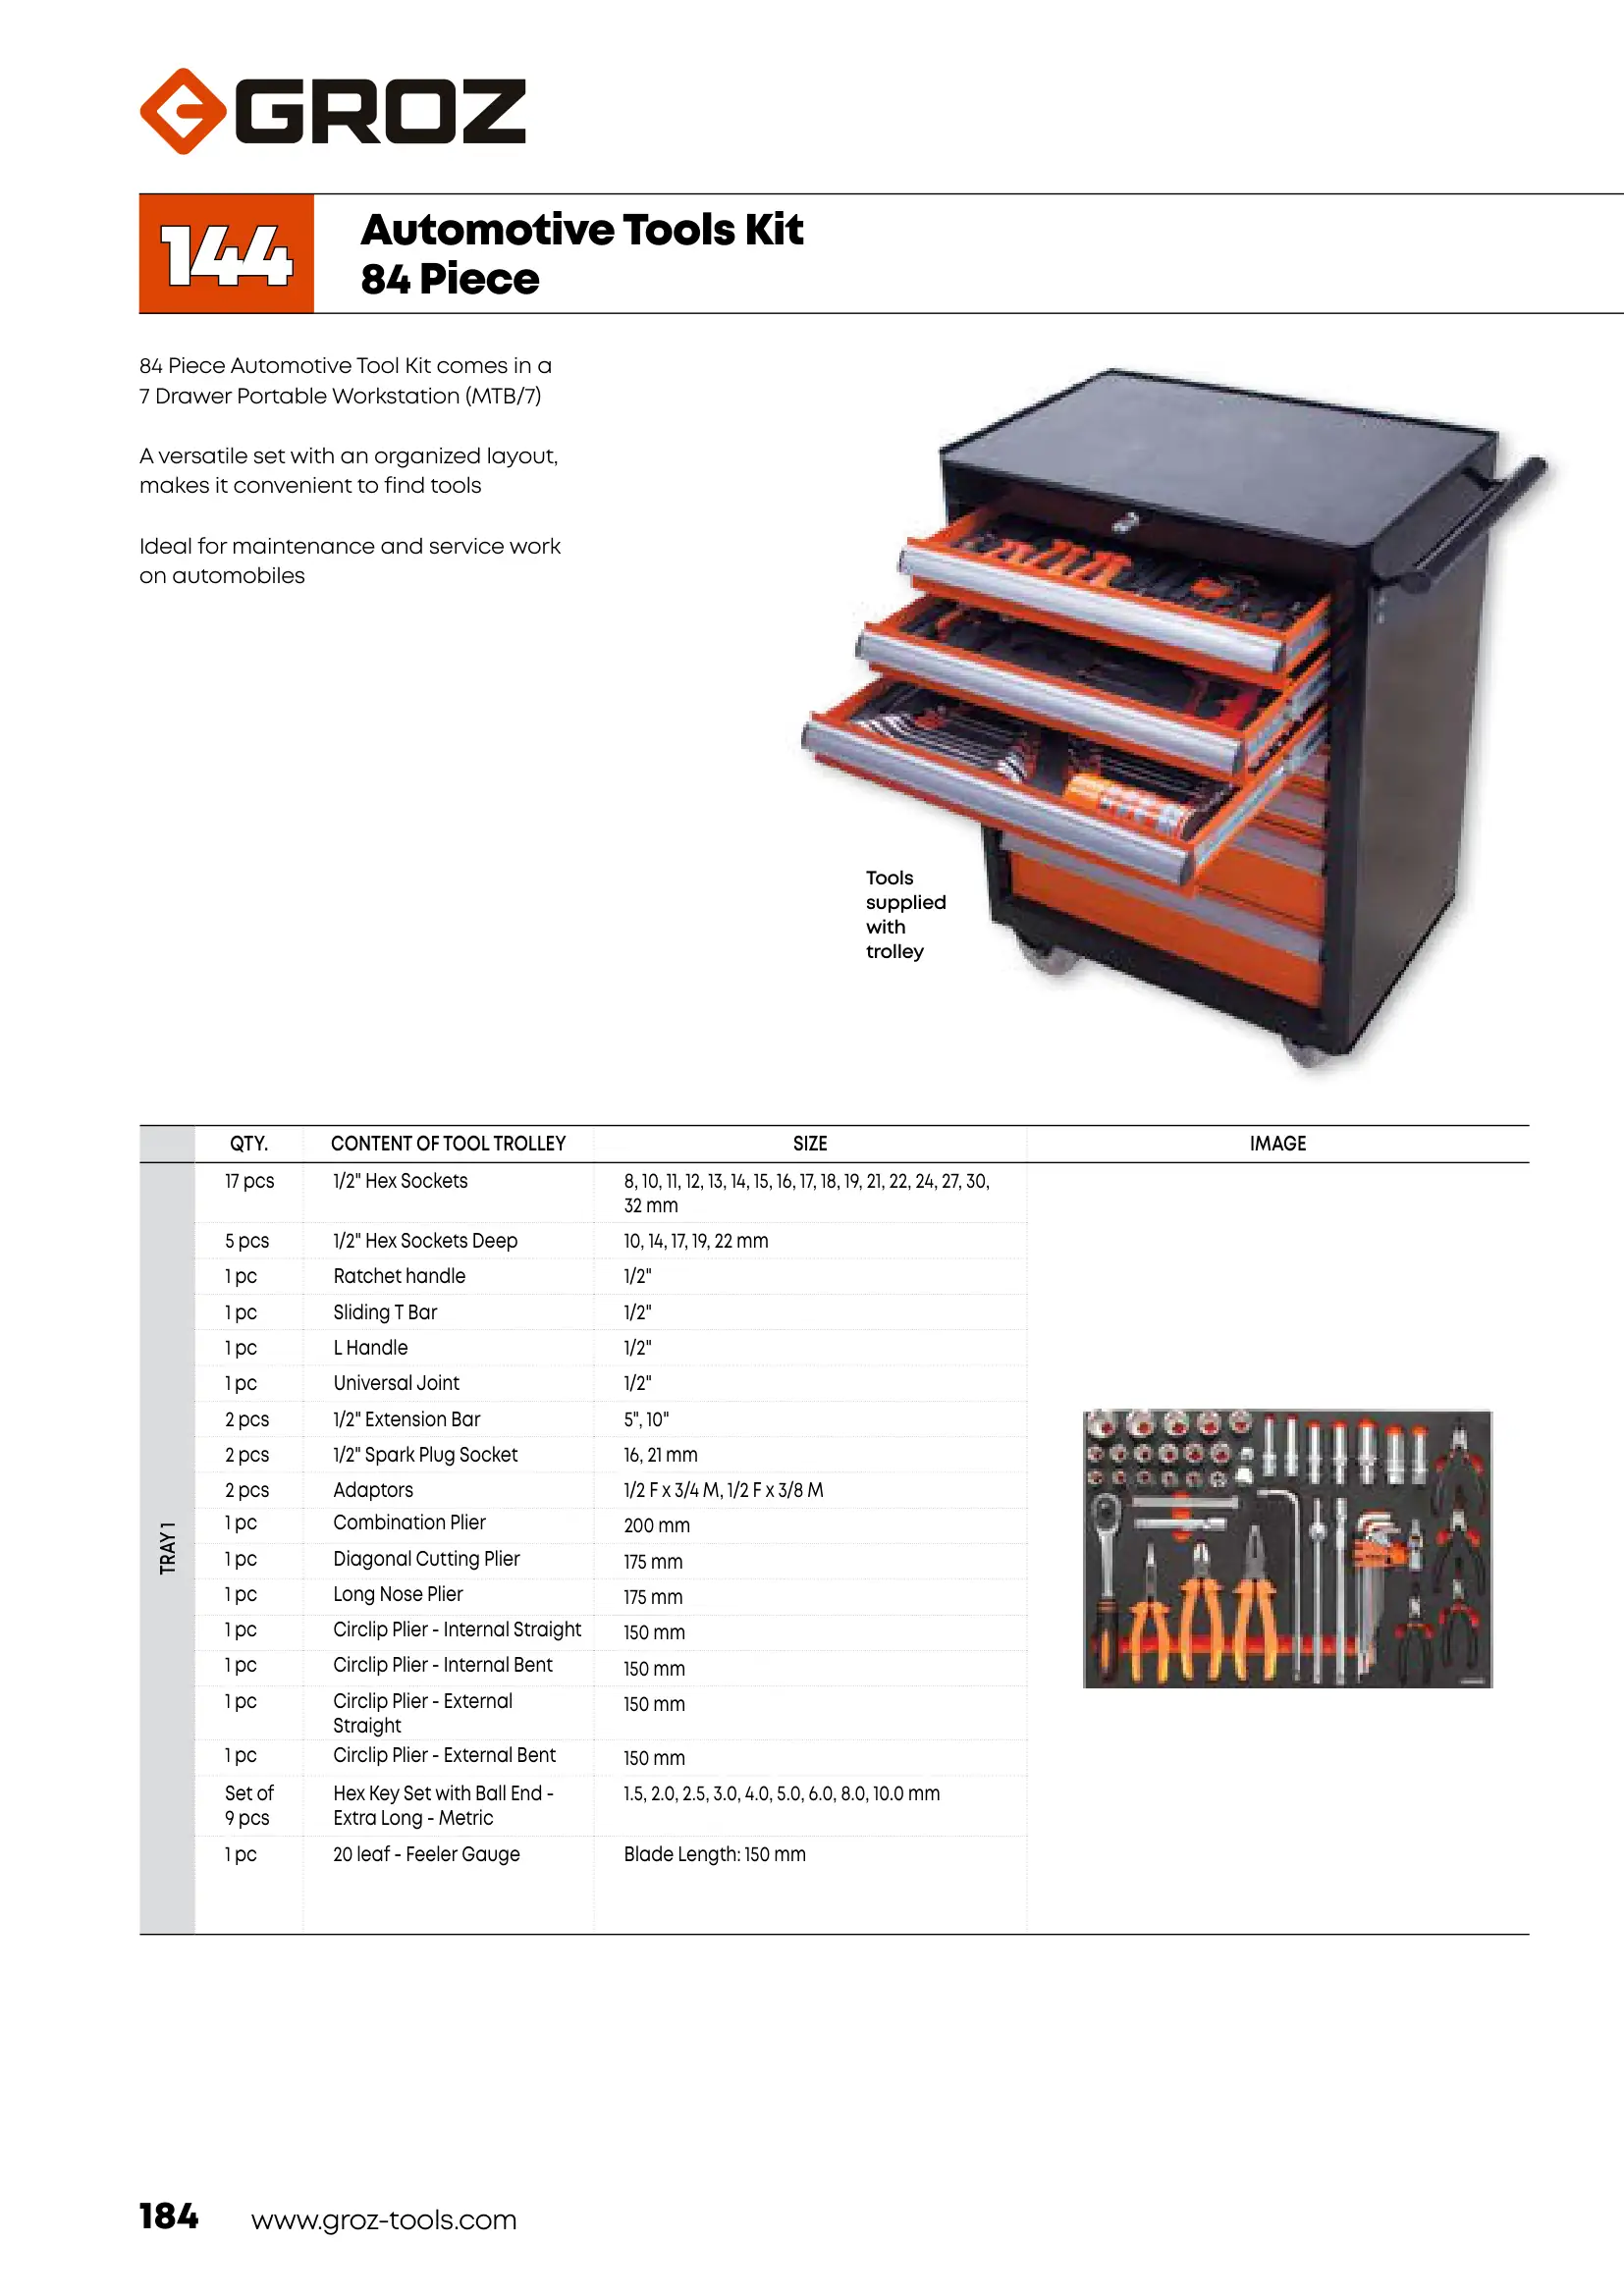 GROZ
144
Automotive Tools Kit
84 Piece
84 Piece Automotive Tool Kit comes in a
7 Drawer Portable Workstation (MTB/7)
A versatile set with an organized layout,
makes it convenient to find tools
Ideal for maintenance and service work
on automobiles
Tools
supplied
with
trolley
QTY. CONTENT OF TOOL TROLLEY SIZE IMAGE
TRAY 1
17 pcs 1/2" Hex Sockets 8, 10, 11, 12, 13, 14, 15, 16, 17, 18, 19, 21, 22, 24, 27, 30,
32 mm
5 pcs 1/2" Hex Sockets Deep 10, 14, 17, 19, 22 mm
1 pc Ratchet handle 1/2"
1 pc Sliding T Bar 1/2"
1 pc L Handle 1/2"
1 pc Universal Joint 1/2"
2 pcs 1/2" Extension Bar 5", 10"
2 pcs 1/2" Spark Plug Socket 16, 21 mm
2 pcs Adaptors 1/2 F x 3/4 M, 1/2 F x 3/8 M
1 pc Combination Plier 200 mm
1 pc Diagonal Cutting Plier 175 mm
1 pc Long Nose Plier 175 mm
1 pc Circlip Plier - Internal Straight 150 mm
1 pc Circlip Plier - Internal Bent 150 mm
1 pc Circlip Plier - External 150 mm
Straight
1 pc Circlip Plier - External Bent 150 mm
Set of Hex Key Set with Ball End - 1.5, 2.0, 2.5, 3.0, 4.0, 5.0, 6.0, 8.0, 10.0 mm
9 pcs Extra Long - Metric
1 pc 20 leaf - Feeler Gauge Blade Length: 150 mm
184 www.groz-tools.com